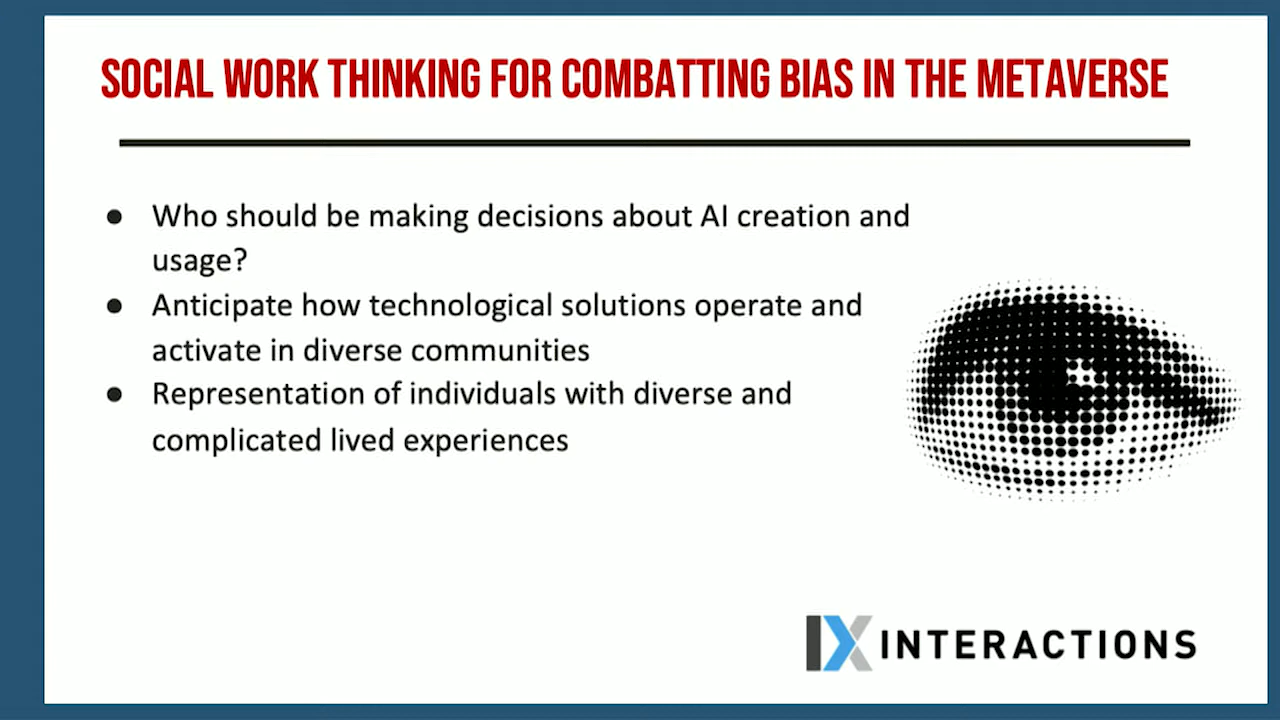 SOCIAL WORK THINKING FOR COMBATTING BIAS IN THE METAVERSE
● Who should be making decisions about AI creation and
usage?
● Anticipate how technological solutions operate and
activate in diverse communities
● Representation of individuals with diverse and
complicated lived experiences
IX INTERACTIONS